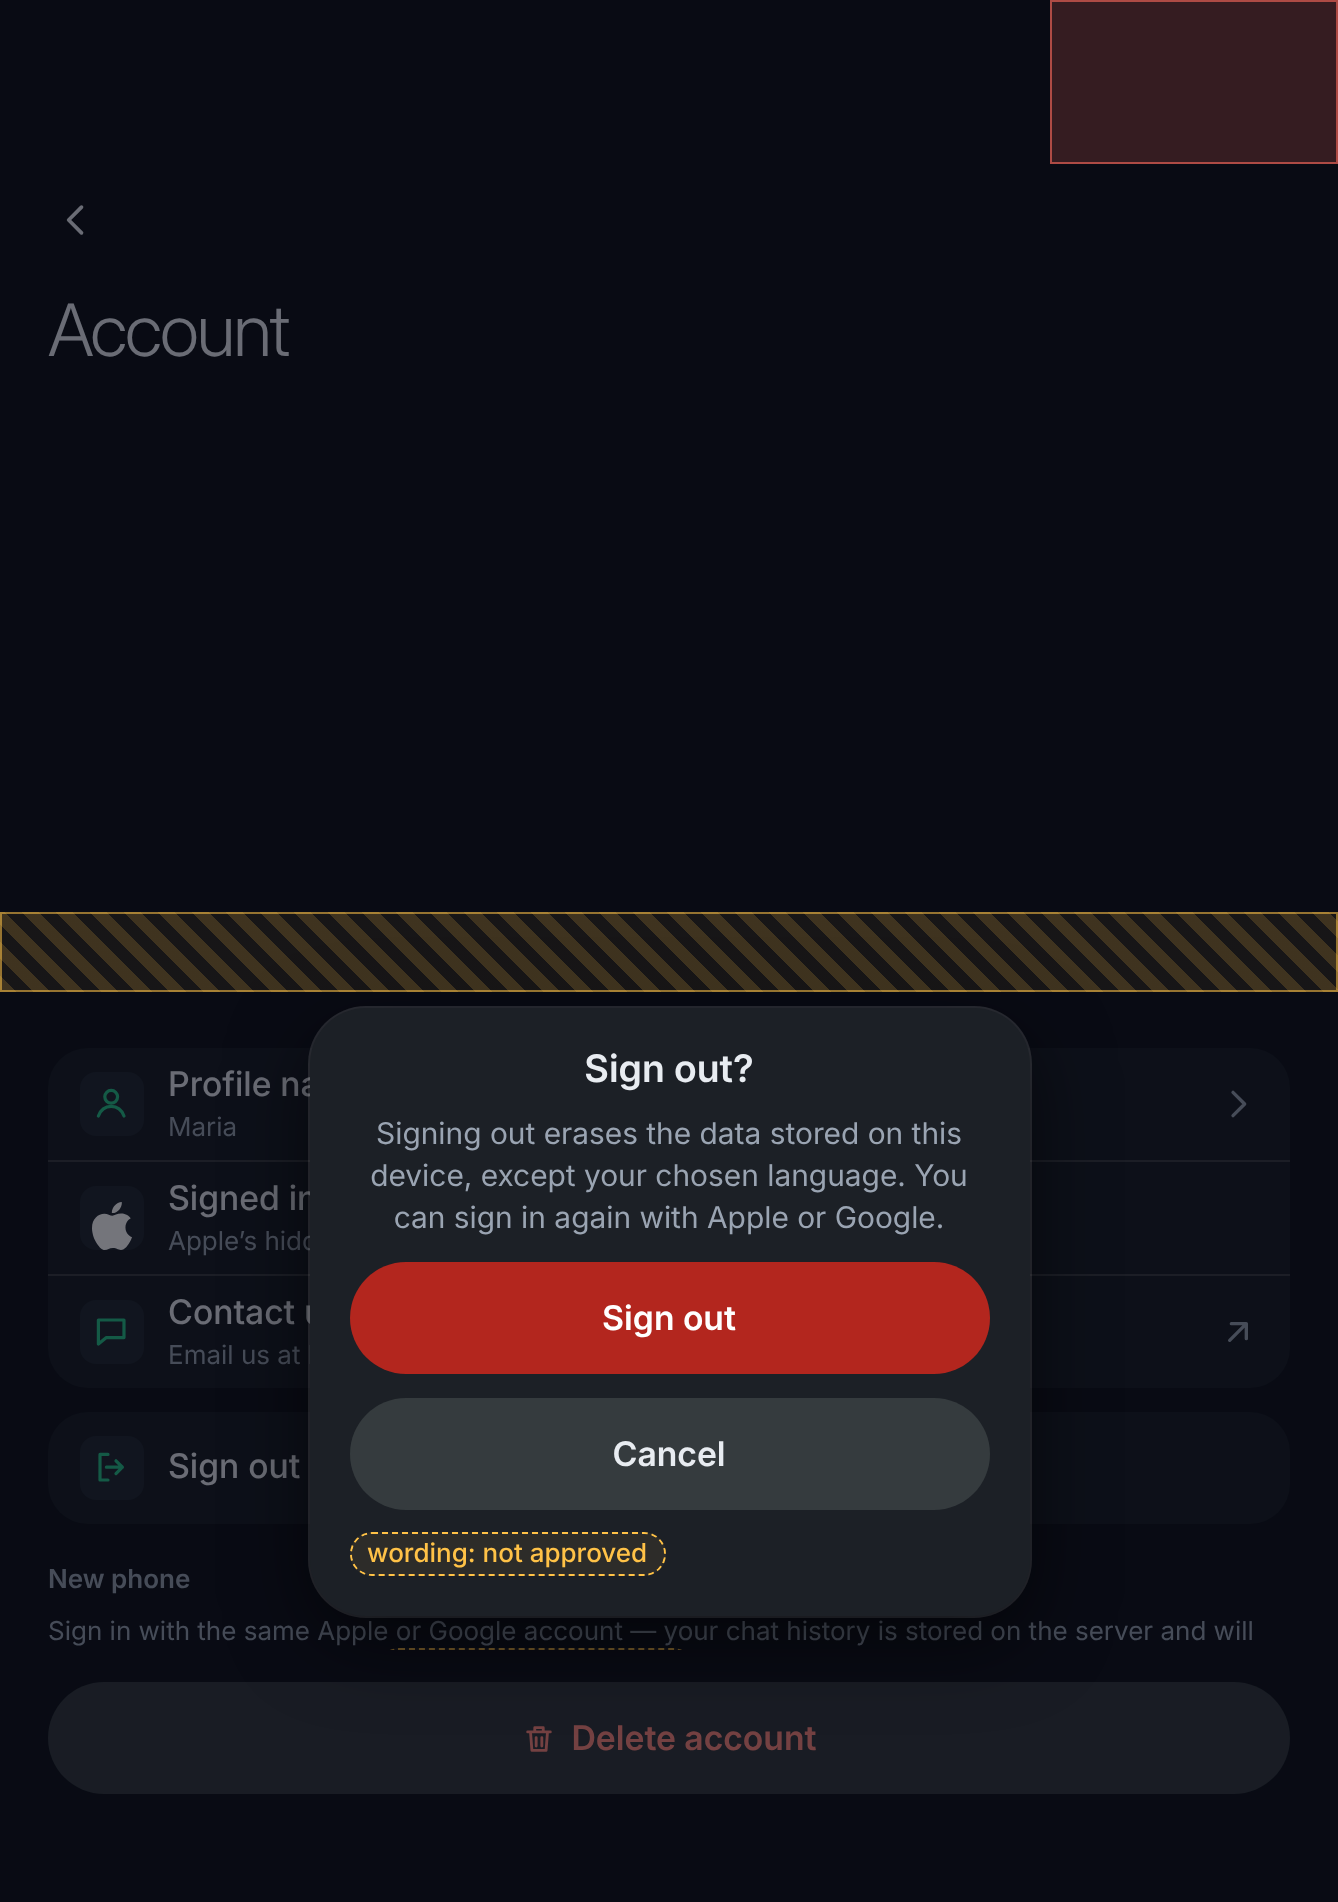 Account
Sign out?
Signing out erases the data stored on this
device, except your chosen language. You
can sign in again with Apple or Google.
Sign out
Cancel
wording: not approved
Profile
Maria
Signed
Apple’s
Contact
Email us at
Sign out
New phone
Sign in with the same Apple or Google account — your chat history is stored on the server and will
Delete account